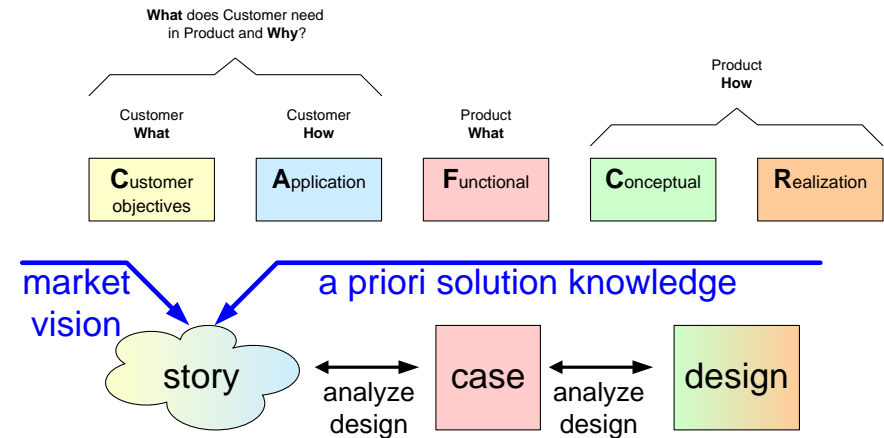 What does Customer need
in Product and Why?
Product
How
Customer
What
Customer
How
Product
What
Customer
objectives
Application
Functional
Conceptual
Realization
market
vision
a priori solution knowledge
story
analyze
design
case
analyze
design
design